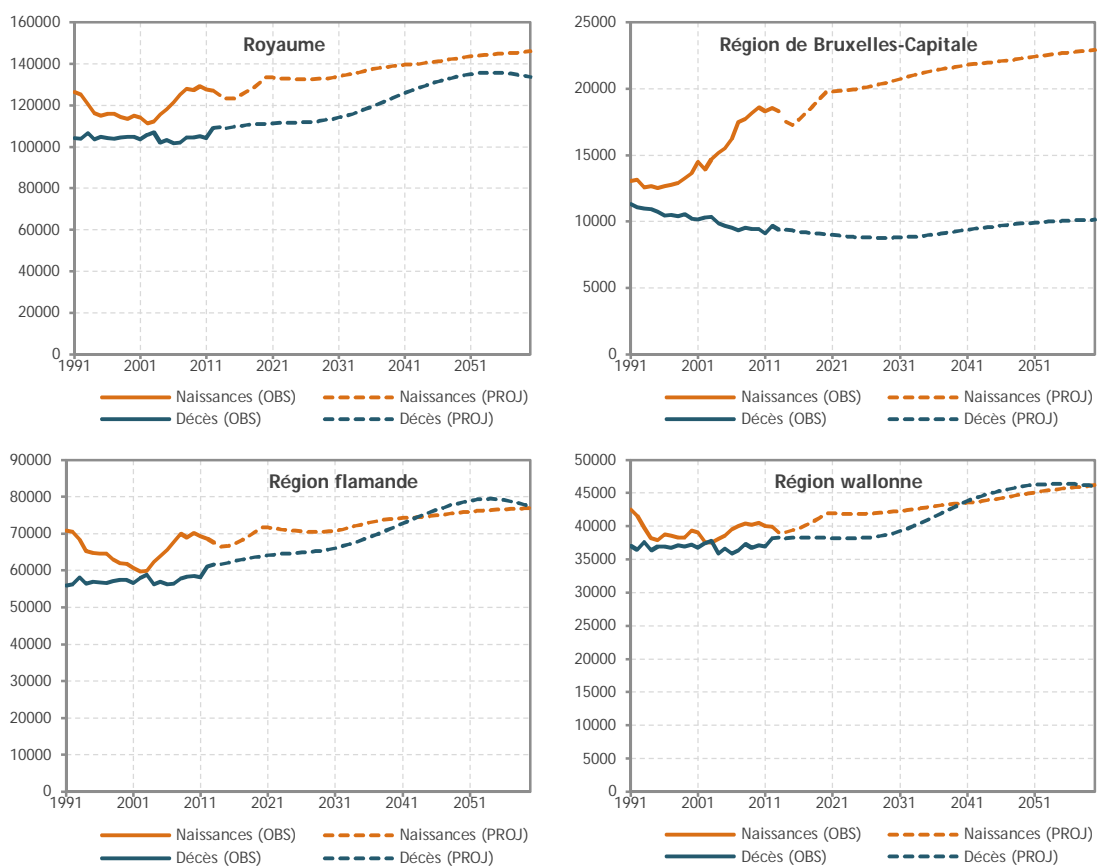 Royaume
160000
140000
120000
100000
80000
60000
40000
20000
0
1991 2001 2011 2021 2031 2041 2051
Naissances (OBS) Naissances (PROJ)
Décès (OBS) Décès (PROJ)
Région de Bruxelles-Capitale
25000
20000
15000
10000
5000
0
1991 2001 2011 2021 2031 2041 2051
Naissances (OBS) Naissances (PROJ)
Décès (OBS) Décès (PROJ)
Région flamande
90000
80000
70000
60000
50000
40000
30000
20000
10000
0
1991 2001 2011 2021 2031 2041 2051
Naissances (OBS) Naissances (PROJ)
Décès (OBS) Décès (PROJ)
Région wallonne
50000
45000
40000
35000
30000
25000
20000
15000
10000
5000
0
1991 2001 2011 2021 2031 2041 2051
Naissances (OBS) Naissances (PROJ)
Décès (OBS) Décès (PROJ)